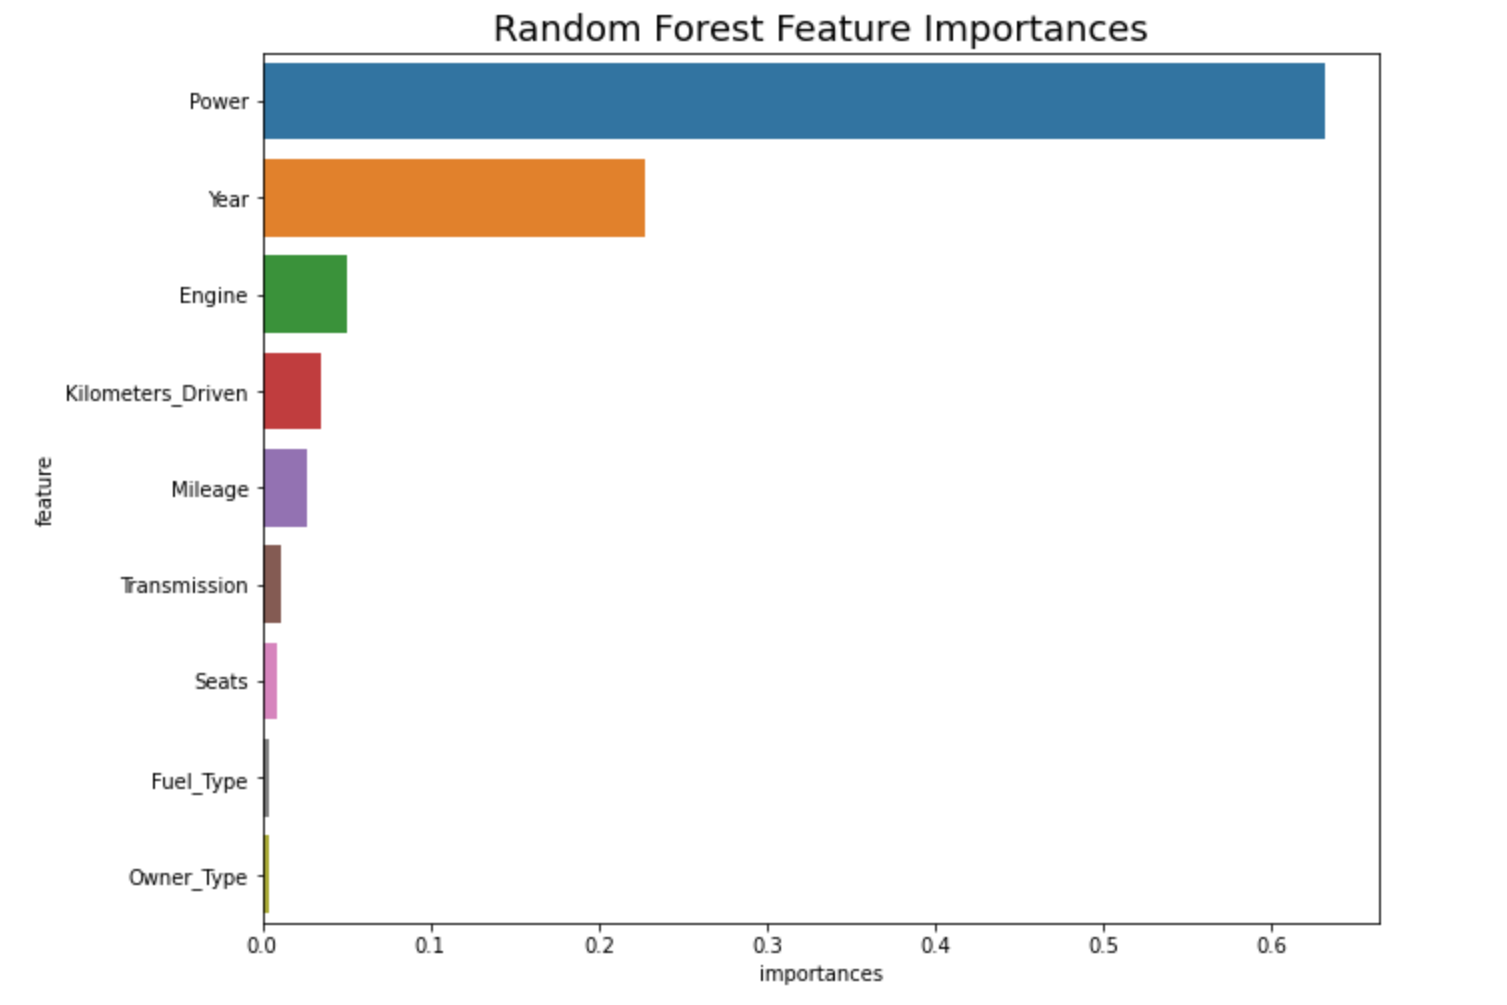 Random Forest Feature Importances
Power
Year
Engine
Kilometers_Driven
Mileage
Transmission
Seats
Fuel_Type
Owner_Type
feature
0.0 0.1 0.2 0.3 0.4 0.5 0.6
importances